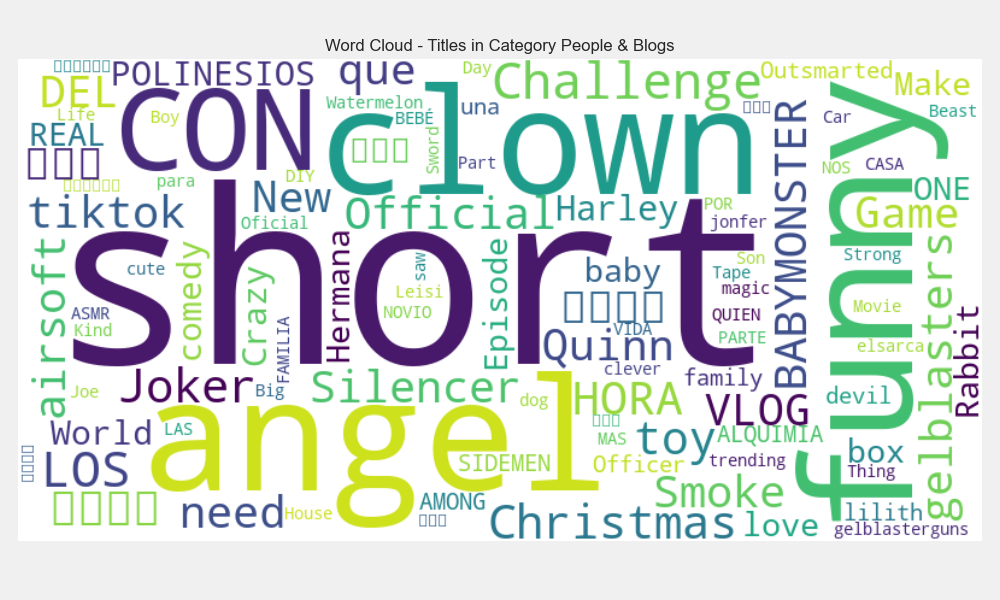 Word Cloud - Titles in Category People & Blogs
DEL
POLINESIOS
que
Day
Challenge
Outsmarted
Make
Life
Boy
CON
Watermelon
BEBÉ
una
clown
Car
Beast
REAL
Sword
Part
BABYMONSTER
funny
NOS
CASA
para
DIY
New
tiktok
Oficial
Official
Harley
POR
jonfer
ONE
Game
short
airsoft
cute
comedy
Crazy
Hermana
saw
Episode
baby
Son
Tape
magic
Strong
ASMR
Kind
FAMILIA
Leisi
NOVIO
VIDA
QUIEN
PARTE
Movie
elsarca
gelblasters
Rabbit
Quinn
clever
family
Joe
Joker
Big
Silencer
dog
HORA
VLOG
devil
World
LAS
angel
MAS
toy
ALQUIMIA
box
LOS
SIDEMEN
Officer
trending
Thing
need
House
AMONG
Smoke
Christmas
love
lilith
gelblasterguns